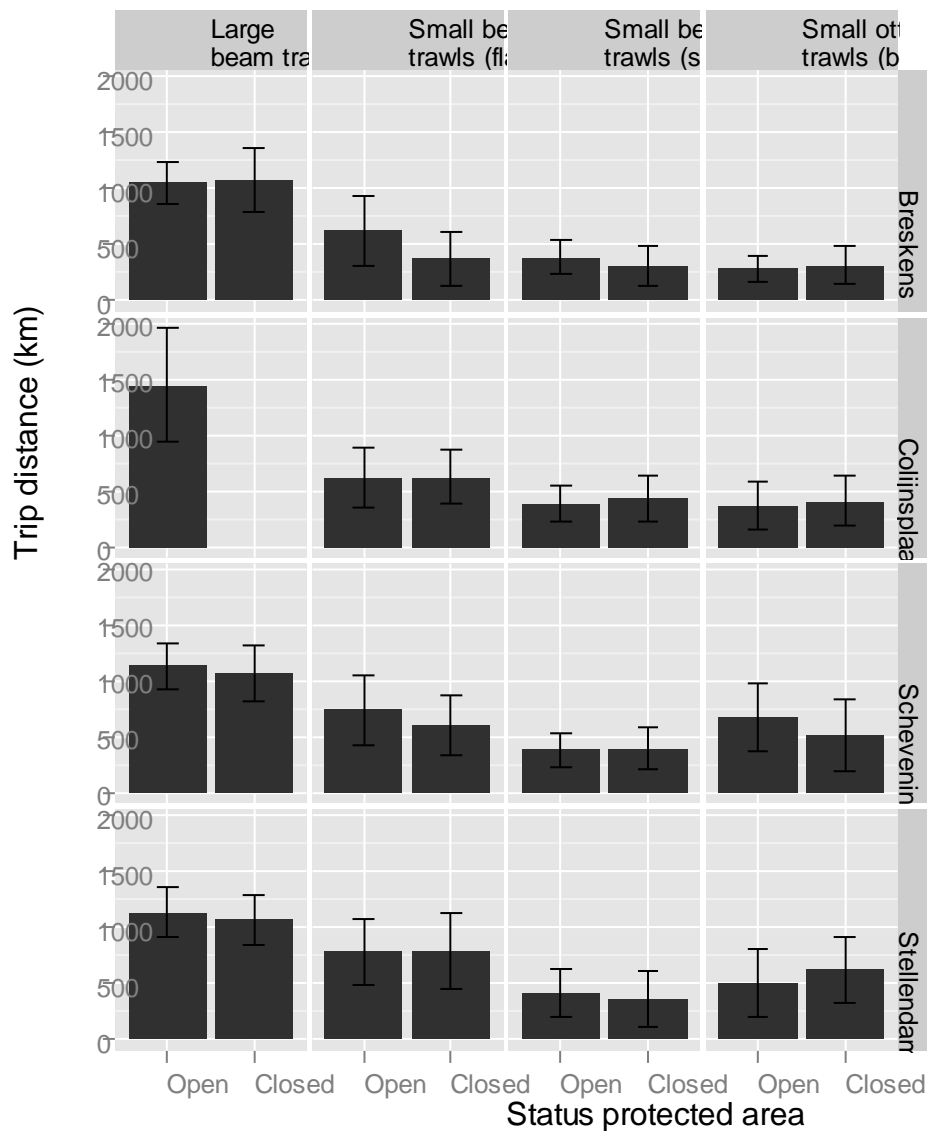 Large
beam tra
Small be
trawls (fla
Small be
trawls (s
Small ott
trawls (b
2000
1500
1000
500
0
Breskens
2000
1500
1000
500
0
Colijnsplaa
2000
1500
1000
500
0
Schevenin
2000
1500
1000
500
0
Stellendam
Trip distance (km)
Open Closed Open Closed Open Closed Open Closed
Status protected area